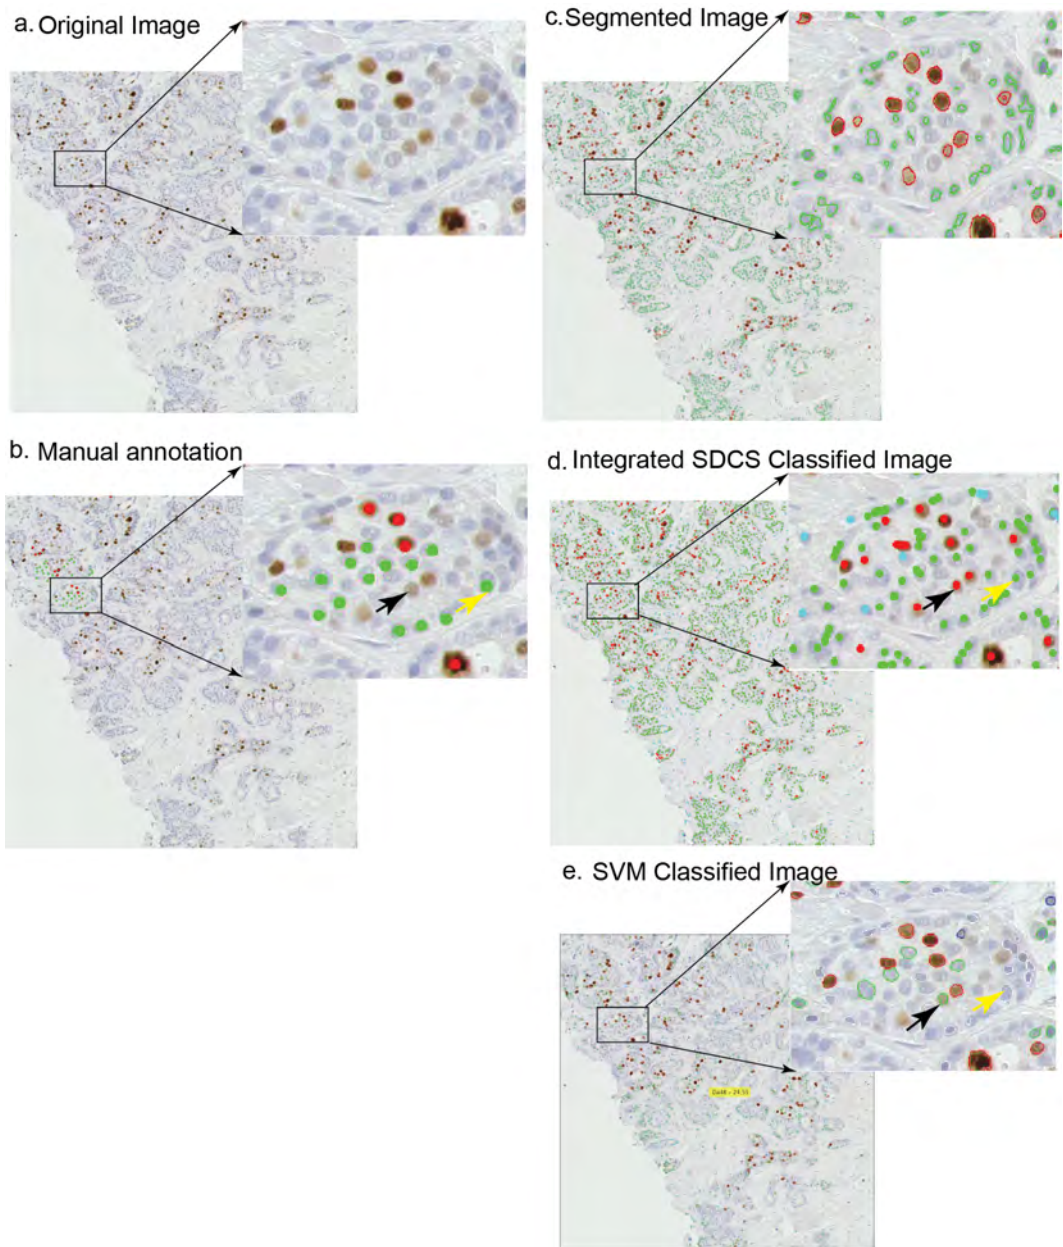 a. Original Image
c. Segmented Image
b. Manual annotation
d. Integrated SDCS Classified Image
e. SVM Classified Image